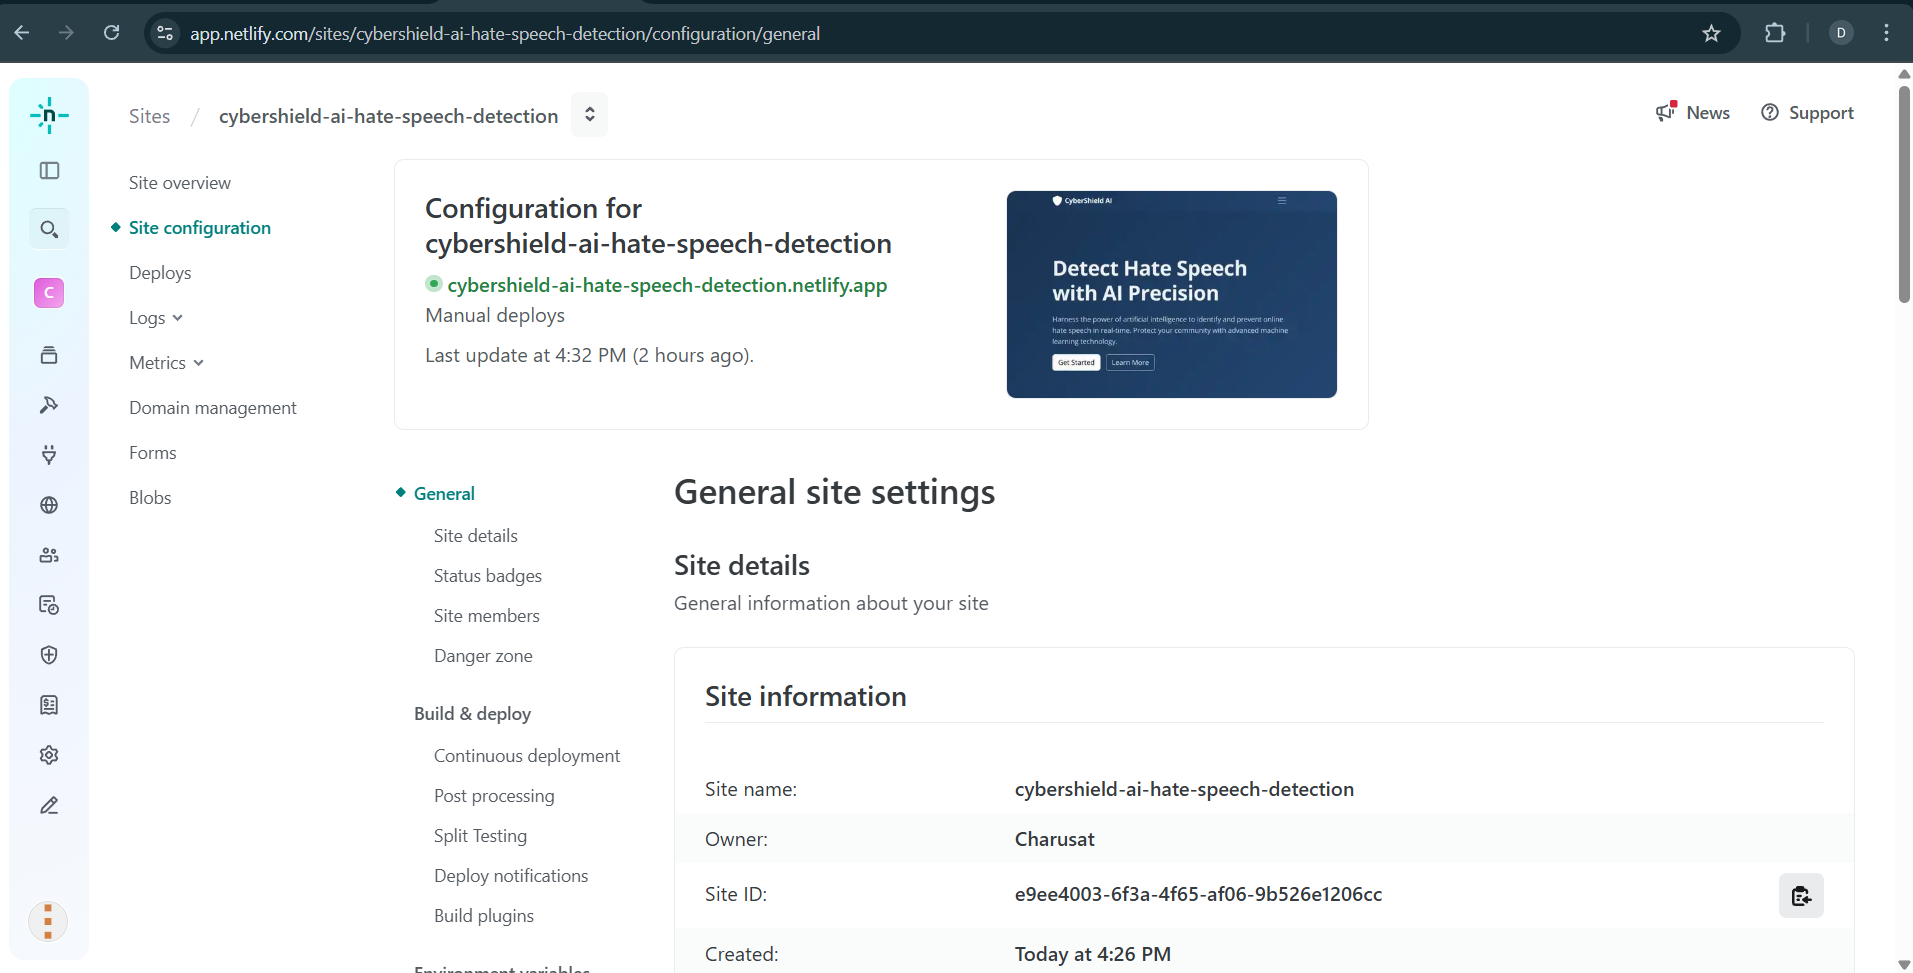 app.netlify.com/sites/cybershield-ai-hate-speech-detection/configuration/general
D
n
Sites / cybershield-ai-hate-speech-detection
News
Support
C
Site overview
Site configuration
Deploys
Logs
Metrics
Domain management
Forms
Blobs
Configuration for
cybershield-ai-hate-speech-detection
cybershield-ai-hate-speech-detection.netlify.app
Manual deploys
Last update at 4:32 PM (2 hours ago).
CyberShield AI
Detect Hate Speech
with AI Precision
Harness the power of artificial intelligence to identify and prevent online
hate speech in real-time. Protect your community with advanced machine
learning technology.
Get Started
Learn More
General
Site details
Status badges
Site members
Danger zone
Build & deploy
Continuous deployment
Post processing
Split Testing
Deploy notifications
Build plugins
Environment variables
General site settings
Site details
General information about your site
Site information
Site name: cybershield-ai-hate-speech-detection
Owner: Charusat
Site ID: e9ee4003-6f3a-4f65-af06-9b526e1206cc
Created: Today at 4:26 PM